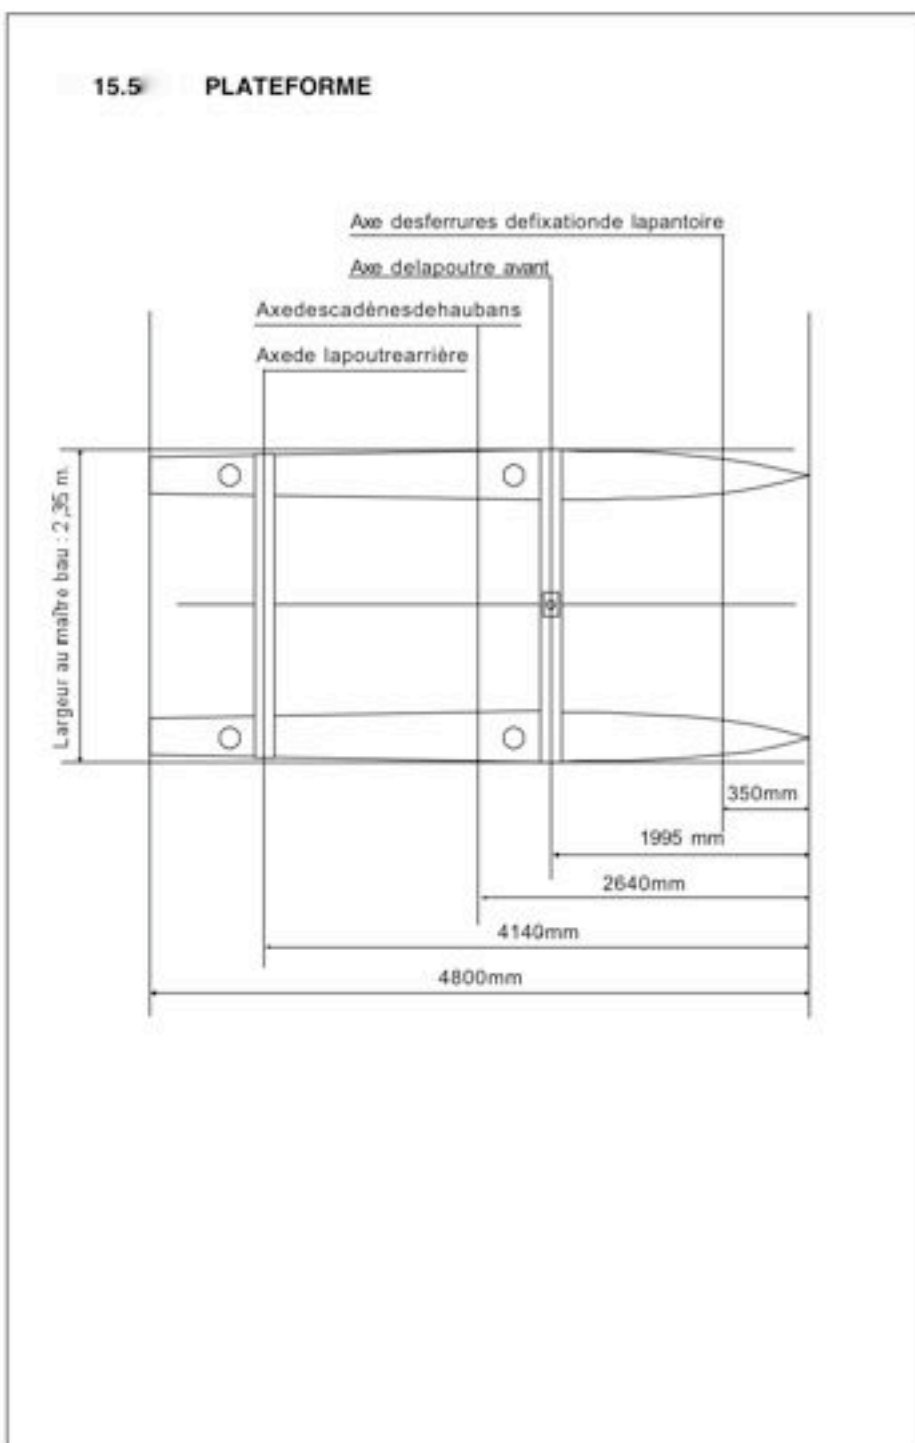 15.5 PLATEFORME
Axe desferrures defixationde lapantoire
Axe delapoutre avant
Axedescadènesdehaubans
Axede lapoutrearrière
Largeur au maître bau : 2,35 m.
350mm
1995 mm
2640mm
4140mm
4800mm